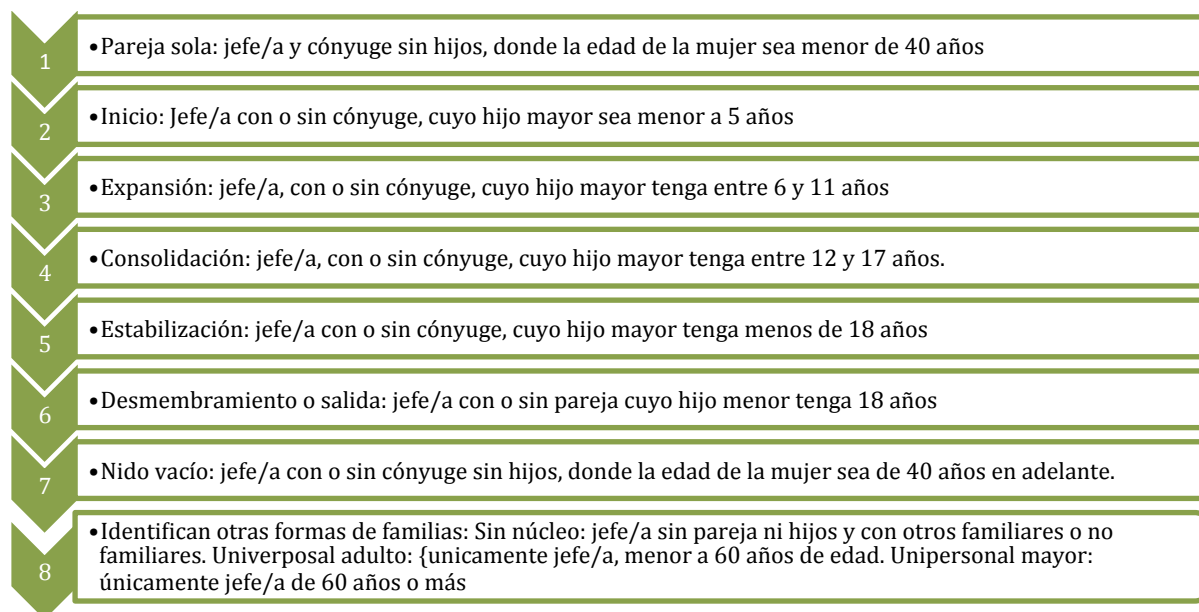 1
•Pareja sola: jefe/a y cónyuge sin hijos, donde la edad de la mujer sea menor de 40 años
2
•Inicio: Jefe/a con o sin cónyuge, cuyo hijo mayor sea menor a 5 años
3
•Expansión: jefe/a, con o sin cónyuge, cuyo hijo mayor tenga entre 6 y 11 años
4
•Consolidación: jefe/a, con o sin cónyuge, cuyo hijo mayor tenga entre 12 y 17 años.
5
•Estabilización: jefe/a con o sin cónyuge, cuyo hijo mayor tenga menos de 18 años
6
•Desmembramiento o salida: jefe/a con o sin pareja cuyo hijo menor tenga 18 años
7
•Nido vacío: jefe/a con o sin cónyuge sin hijos, donde la edad de la mujer sea de 40 años en adelante.
8
•Identifican otras formas de familias: Sin núcleo: jefe/a sin pareja ni hijos y con otros familiares o no
familiares. Univerposal adulto: {unicamente jefe/a, menor a 60 años de edad. Unipersonal mayor:
únicamente jefe/a de 60 años o más